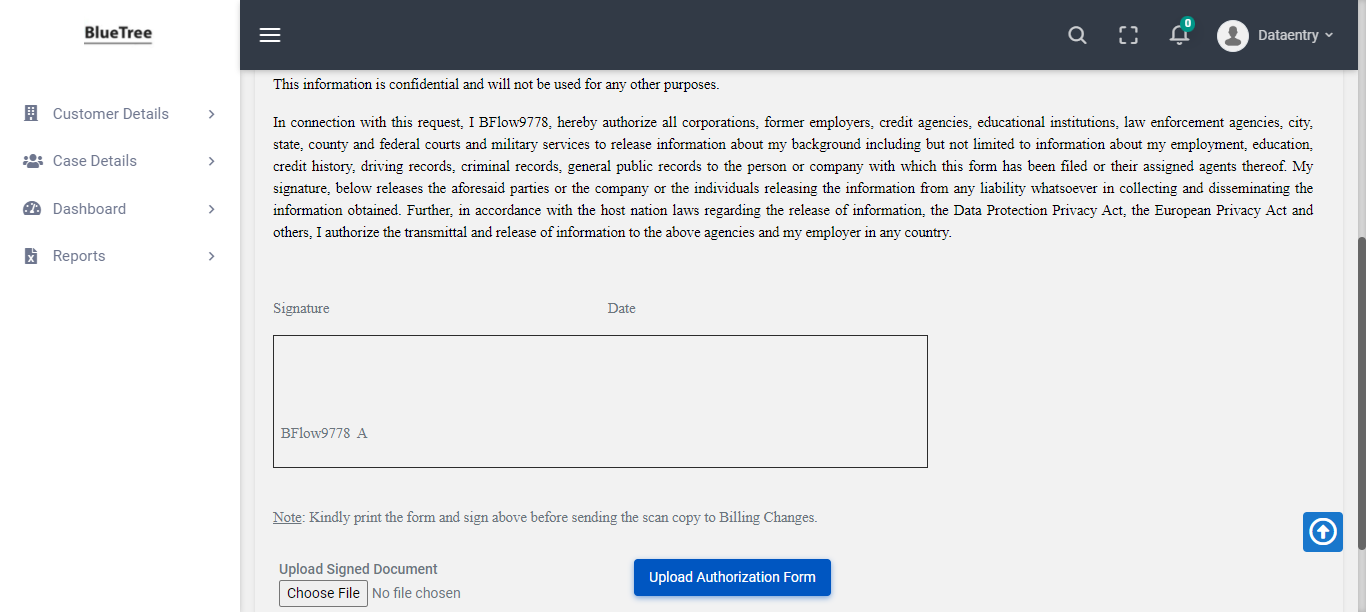 BlueTree
0
Dataentry
Customer Details
Case Details
Dashboard
Reports
This information is confidential and will not be used for any other purposes.
In connection with this request, I BFlow9778, hereby authorize all corporations, former employers, credit agencies, educational institutions, law enforcement agencies, city,
state, county and federal courts and military services to release information about my background including but not limited to information about my employment, education,
credit history, driving records, criminal records, general public records to the person or company with which this form has been filed or their assigned agents thereof. My
signature, below releases the aforesaid parties or the company or the individuals releasing the information from any liability whatsoever in collecting and disseminating the
information obtained. Further, in accordance with the host nation laws regarding the release of information, the Data Protection Privacy Act, the European Privacy Act and
others, I authorize the transmittal and release of information to the above agencies and my employer in any country.
Signature Date
BFlow9778 A
Note: Kindly print the form and sign above before sending the scan copy to Billing Changes.
Upload Signed Document
Choose File No file chosen
Upload Authorization Form